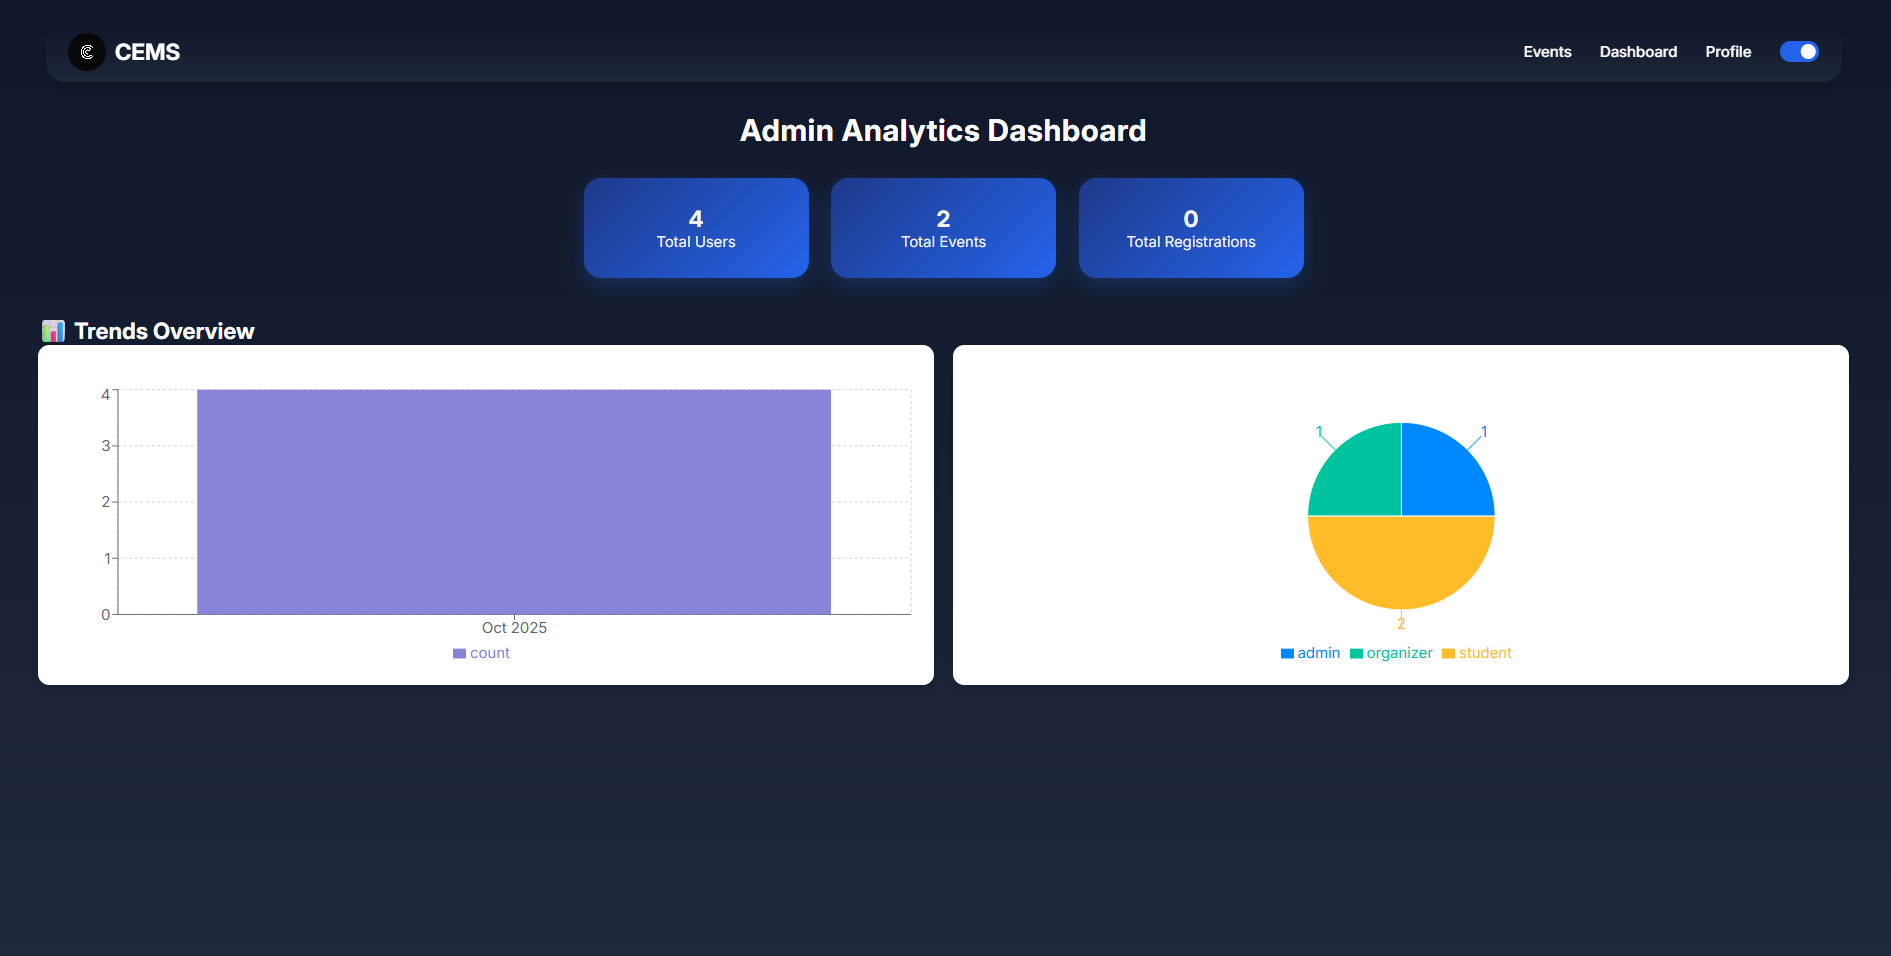 CEMS
Events Dashboard Profile
Admin Analytics Dashboard
4
Total Users
2
Total Events
0
Total Registrations
Trends Overview
4
3
2
1
0
Oct 2025
count
1
1
2
admin organizer student